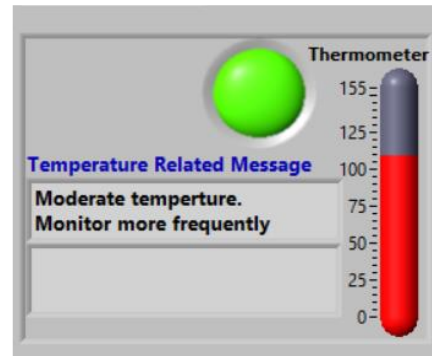 Thermometer
155
125
Temperature Related Message
100
Moderate temperture.
75
Monitor more frequently
50
25
0